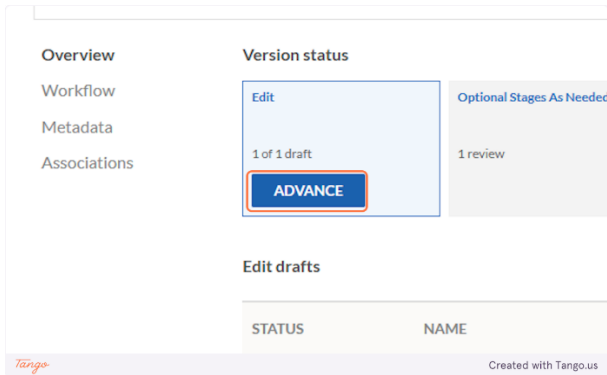 Overview
Workflow
Metadata
Associations
Version status
Edit
1 of 1 draft
ADVANCE
Optional Stages As Needed
1 review
Edit drafts
STATUS NAME
Tango
Created with Tango.us